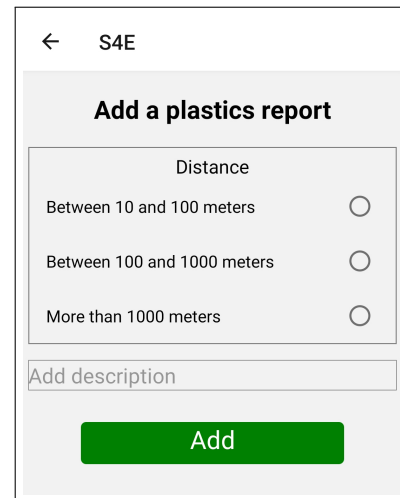 S4E
Add a plastics report
Distance
Between 10 and 100 meters
Between 100 and 1000 meters
More than 1000 meters
Add description
Add